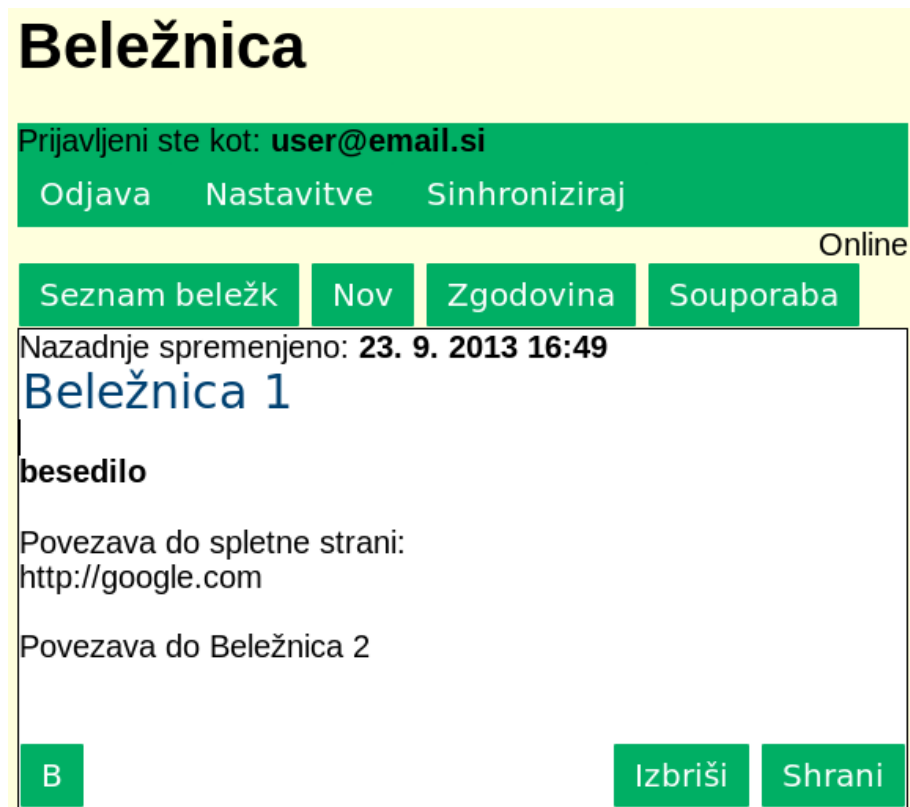 Beležnica
Prijavljeni ste kot: user@email.si
Odjava Nastavitve Sinhroniziraj
Online
Seznam beležk Nov Zgodovina Souporaba
Nazadnje spremenjeno: 23. 9. 2013 16:49
Beležnica 1
besedilo
Povezava do spletne strani:
http://google.com
Povezava do Beležnica 2
B Izbriši Shrani